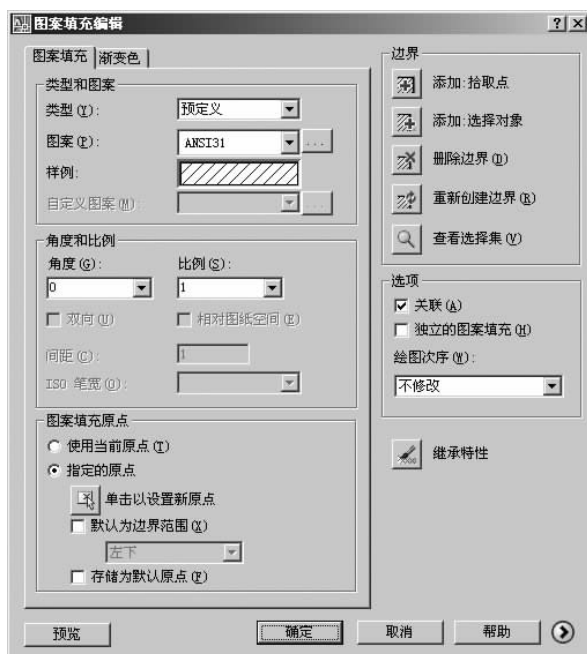 图案填充编辑
图案填充 渐变色
类型和图案
类型(Y): 预定义
图案(P): ANSI31 ...
样例:
自定义图案(M): ...
角度和比例
角度(G): 比例(S):
0 1
双向(U) 相对图纸空间(E)
间距(C): 1
ISO 笔宽(O):
图案填充原点
使用当前原点(T)
指定的原点
单击以设置新原点
默认为边界范围(X)
左下
存储为默认原点(F)
边界
添加:拾取点
添加:选择对象
删除边界(D)
重新创建边界(R)
查看选择集(V)
选项
关联(A)
独立的图案填充(H)
绘图次序(W):
不修改
继承特性
预览 确定 取消 帮助